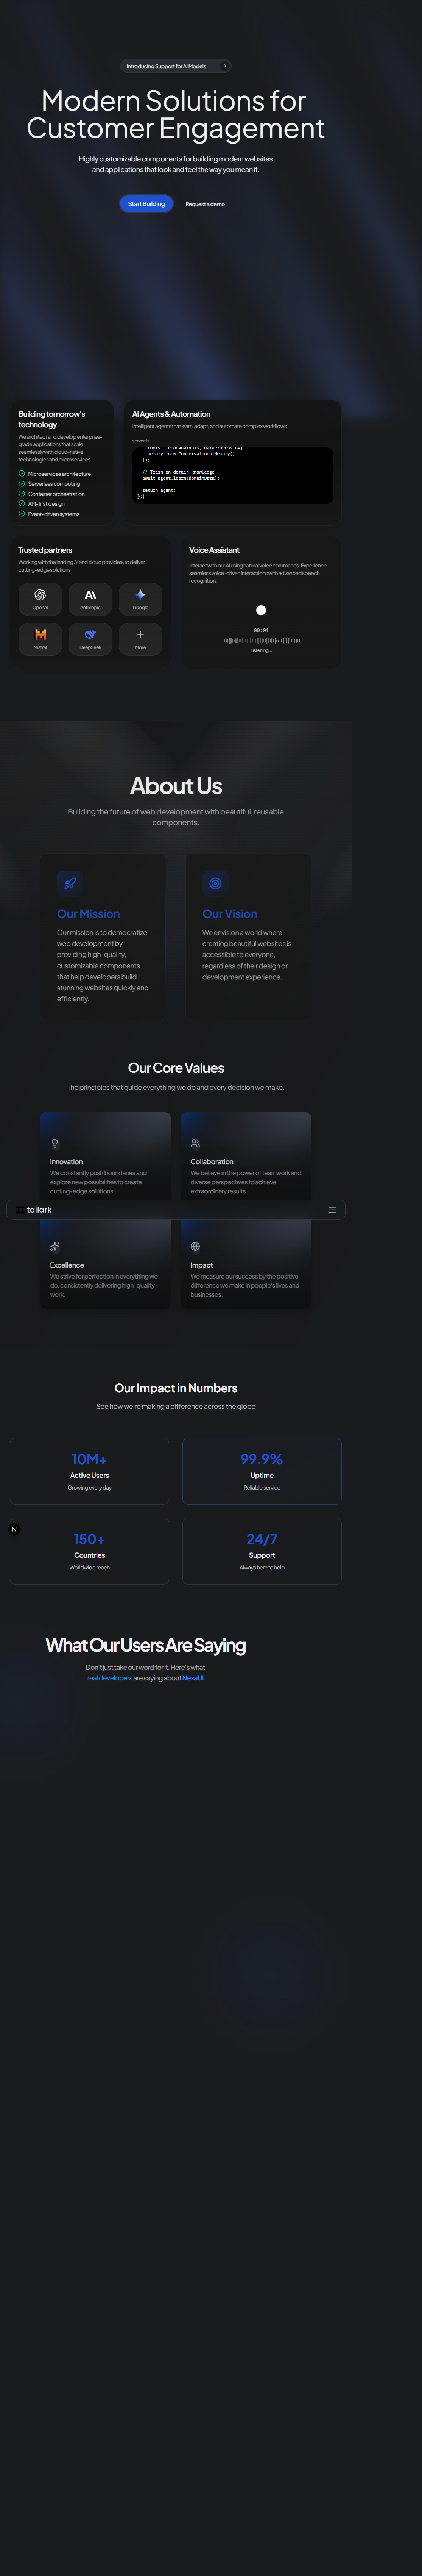 Introducing Support for AI Models
Modern Solutions for
Customer Engagement
Highly customizable components for building modern websites
and applications that look and feel the way you mean it.
Start Building
Request a demo
Building tomorrow's
technology
We architect and develop enterprise-
grade applications that scale
seamlessly with cloud-native
technologies and microservices.
Microservices architecture
Serverless computing
Container orchestration
API-first design
Event-driven systems
AI Agents & Automation
Intelligent agents that learn, adapt, and automate complex workflows
server.ts
tools: [codeAnalysis, dataProcessing],
memory: new ConversationalMemory()
});
// Train on domain knowledge
await agent.learn(domainData);
return agent;
};)
Trusted partners
Working with the leading AI and cloud providers to deliver
cutting-edge solutions
OpenAI
Anthropic
Google
Mistral
DeepSeek
More
Voice Assistant
Interact with our AI using natural voice commands. Experience
seamless voice-driven interactions with advanced speech
recognition.
00:01
Listening...
About Us
Building the future of web development with beautiful, reusable
components.
Our Mission
Our mission is to democratize
web development by
providing high-quality,
customizable components
that help developers build
stunning websites quickly and
efficiently.
Our Vision
We envision a world where
creating beautiful websites is
accessible to everyone,
regardless of their design or
development experience.
Our Core Values
The principles that guide everything we do and every decision we make.
Innovation
We constantly push boundaries and
explore new possibilities to create
cutting-edge solutions.
Collaboration
We believe in the power of teamwork and
diverse perspectives to achieve
extraordinary results.
tailark
Excellence
We strive for perfection in everything we
do, consistently delivering high-quality
work.
Impact
We measure our success by the positive
difference we make in people's lives and
businesses.
Our Impact in Numbers
See how we're making a difference across the globe
10M+
Active Users
Growing every day
99.9%
Uptime
Reliable service
N
150+
Countries
Worldwide reach
24/7
Support
Always here to help
What Our Users Are Saying
Don't just take our word for it. Here's what
real developers are saying about NexaUI